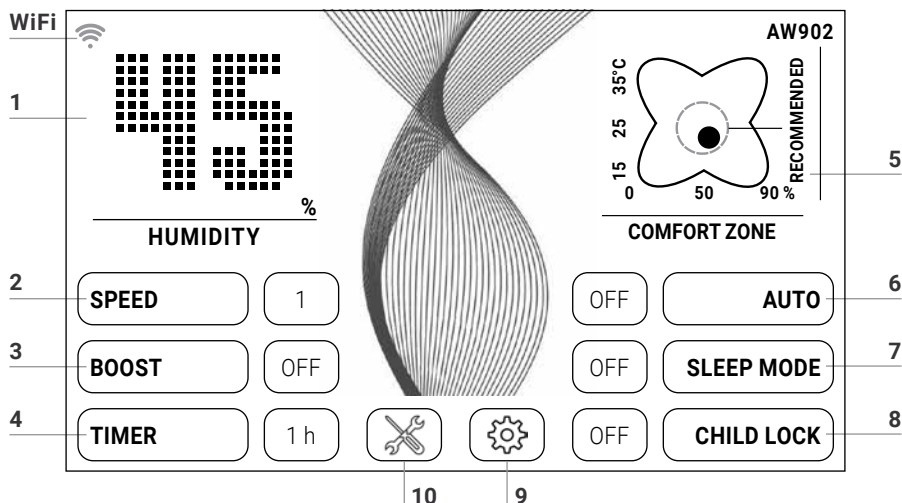 WiFi
AW902
1
45
%
HUMIDITY
35°C
25
15
0 50 90 %
RECOMMENDED
5
COMFORT ZONE
2 SPEED 1 OFF AUTO 6
3 BOOST OFF OFF SLEEP MODE 7
4 TIMER 1 h OFF CHILD LOCK 8
10 9